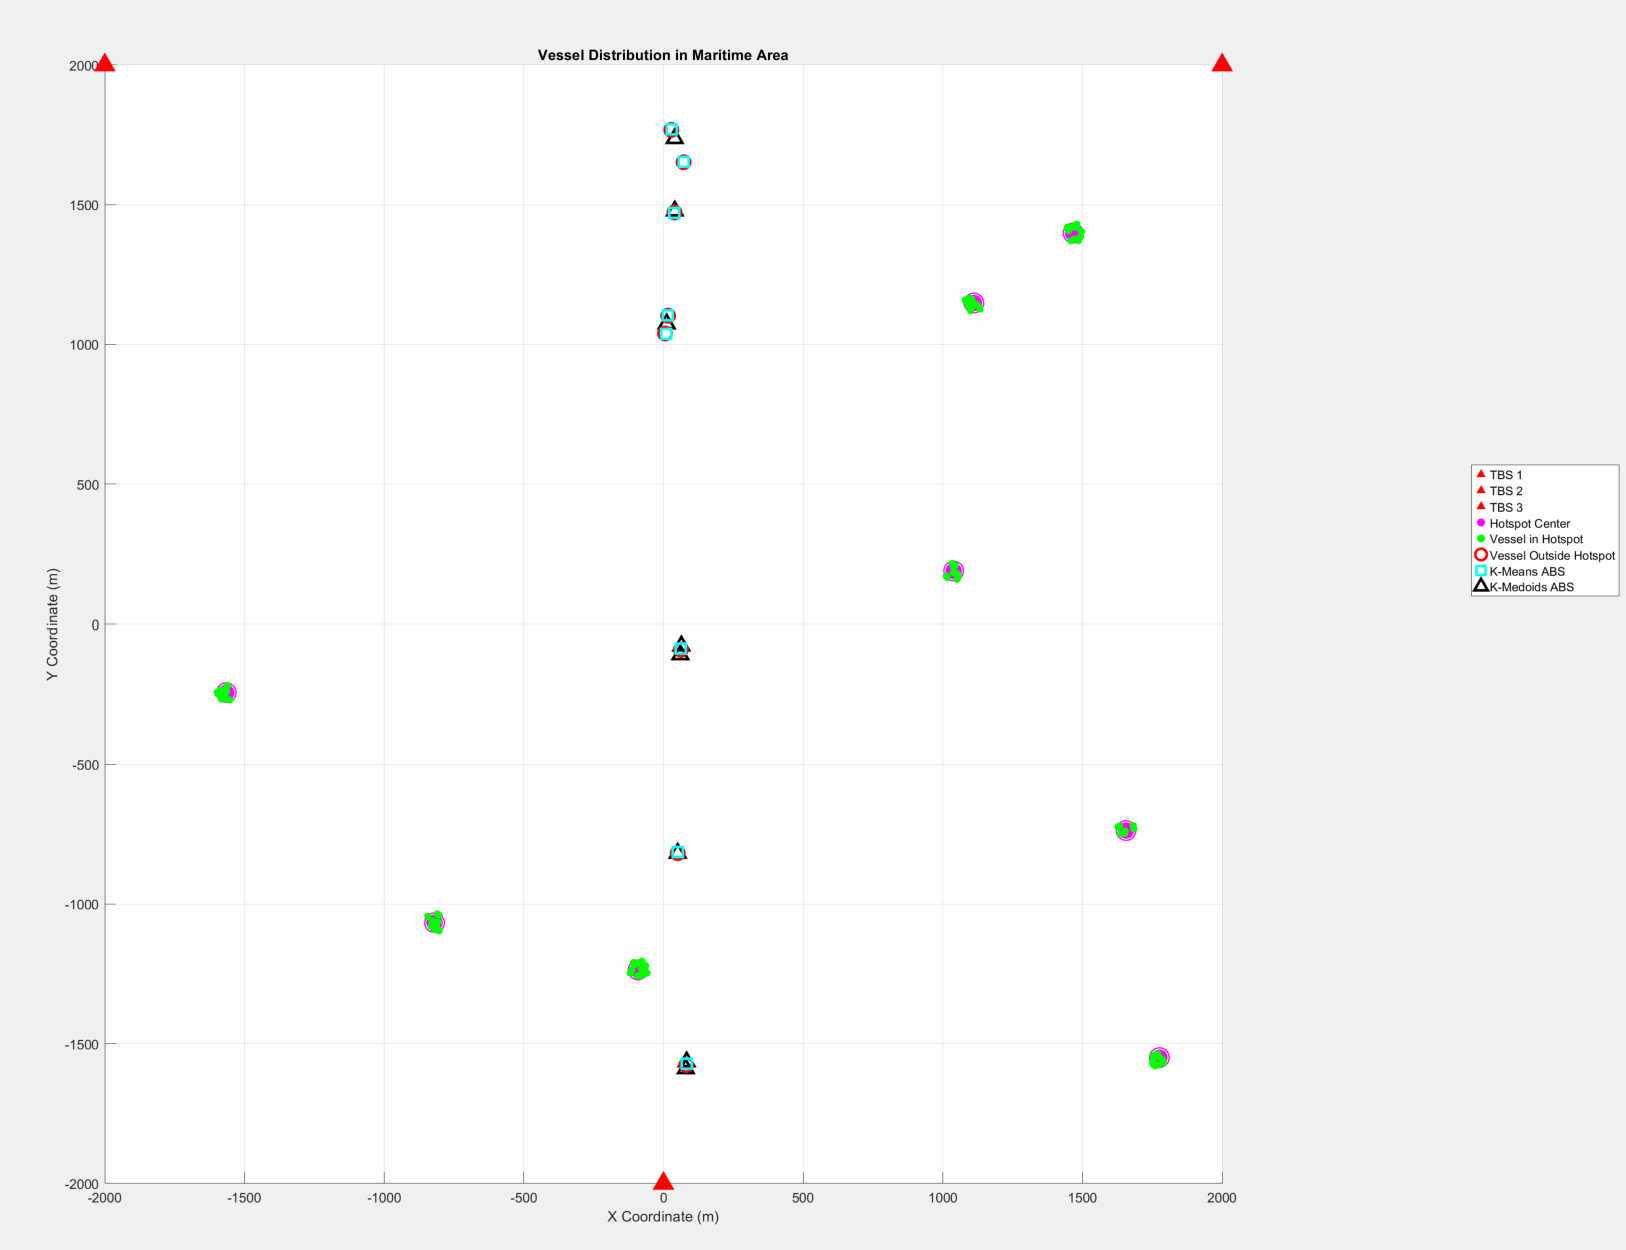 Vessel Distribution in Maritime Area
2000
1500
1000
500
0
-500
-1000
-1500
-2000
Y Coordinate (m)
-2000 -1500 -1000 -500 0 500 1000 1500 2000
X Coordinate (m)
TBS 1
TBS 2
TBS 3
Hotspot Center
Vessel in Hotspot
Vessel Outside Hotspot
K-Means ABS
K-Medoids ABS